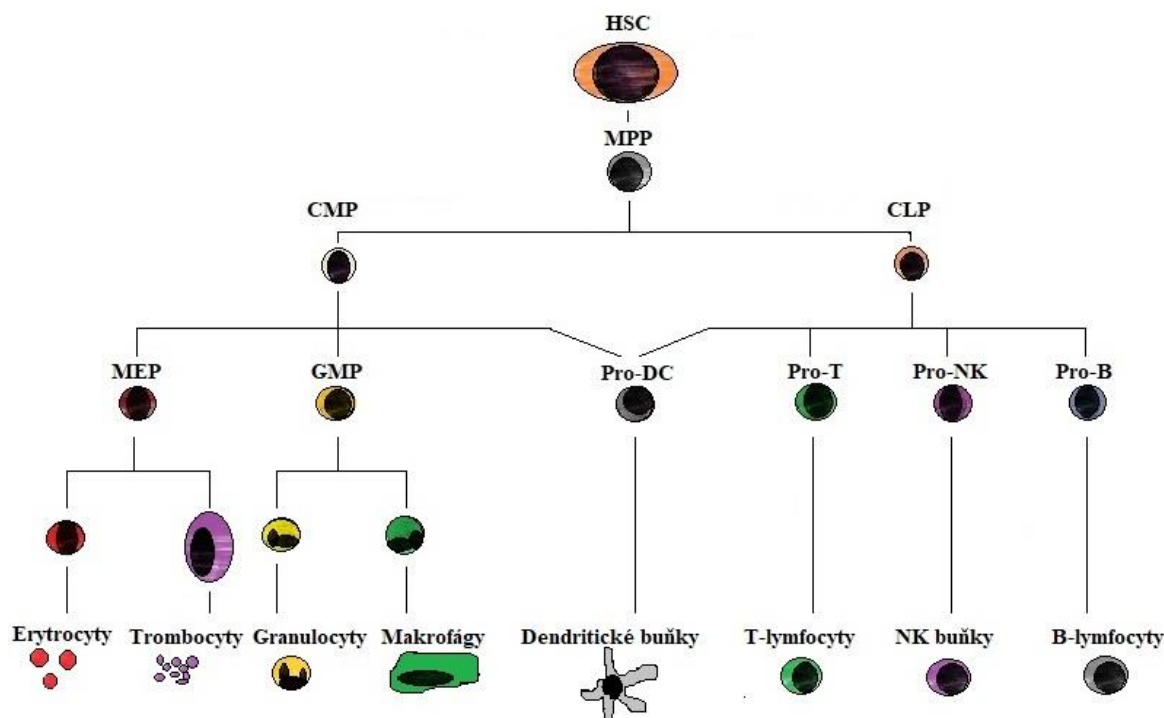 HSC
MPP
CMP CLP
MEP GMP Pro-DC Pro-T Pro-NK Pro-B
Erytrocyty Trombocyty Granulocyty Makrofágy Dendritické buňky T-lymfocyty NK buňky B-lymfocyty